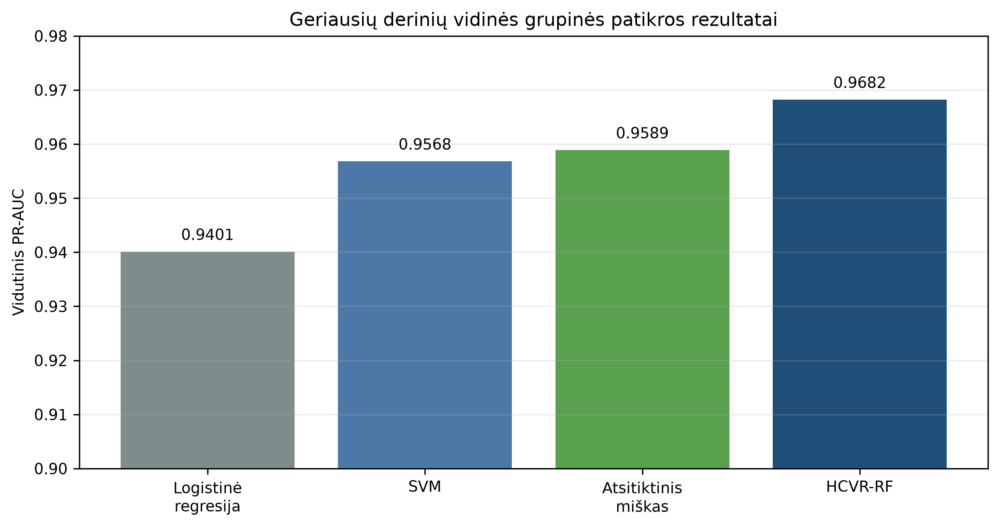 Geriausių derinių vidinės grupinės patikros rezultatai
Vidutinis PR-AUC
0.98
0.97
0.96
0.95
0.94
0.93
0.92
0.91
0.90
0.9401
0.9568
0.9589
0.9682
Logistinė
regresija
SVM
Atsitiktinis
miškas
HCVR-RF